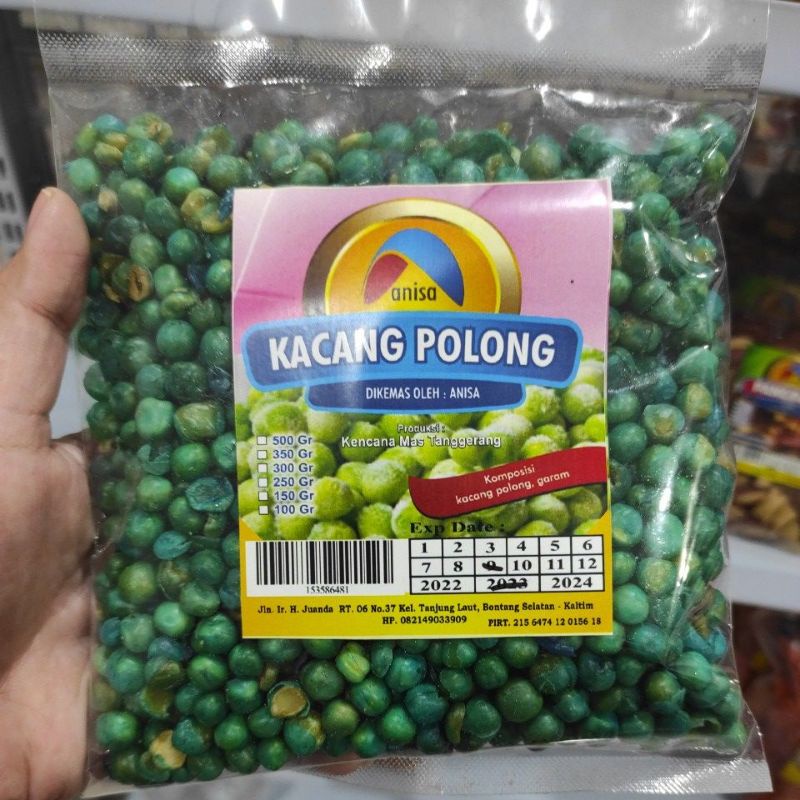 anisa
KACANG POLONG
DIKEMAS OLEH : ANISA
Produksi :
Kencana Mas Tanggerang
500 Gr
350 Gr
300 Gr
250 Gr
150 Gr
100 Gr
Komposisi
kacang polong, garam
Exp Date :
1 2 3 4 5 6
7 8 9 10 11 12
2022 2023 2024
153586481
Jln. Ir. H. Juanda RT. 06 No.37 Kel. Tanjung Laut, Bontang Selatan - Kaltim
HP. 082149033909 PIRT. 215 6474 12 0156 18